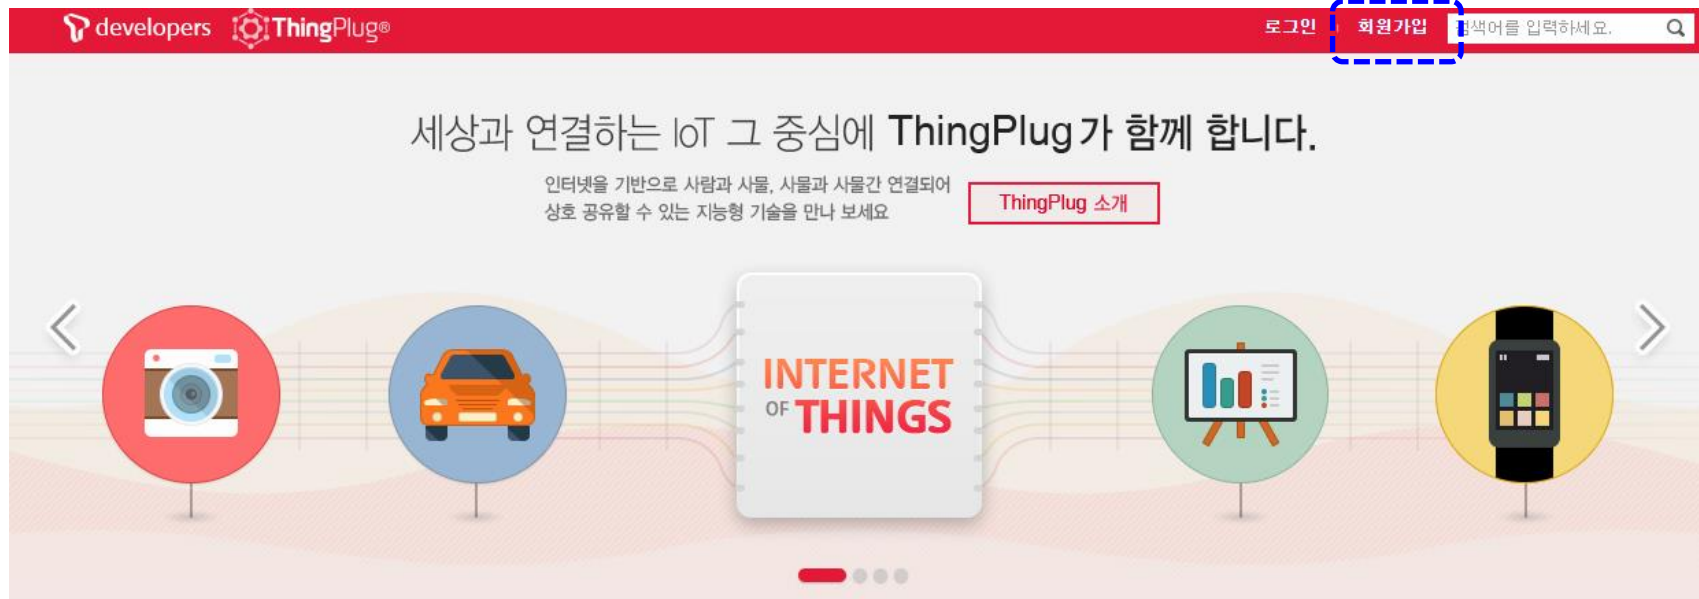 developers ThingPlug® 로그인 회원가입 검색어를 입력하세요.
세상과 연결하는 IoT 그 중심에 ThingPlug가 함께 합니다.
인터넷을 기반으로 사람과 사물, 사물과 사물간 연결되어
상호 공유할 수 있는 지능형 기술을 만나 보세요
ThingPlug 소개
INTERNET
OF THINGS